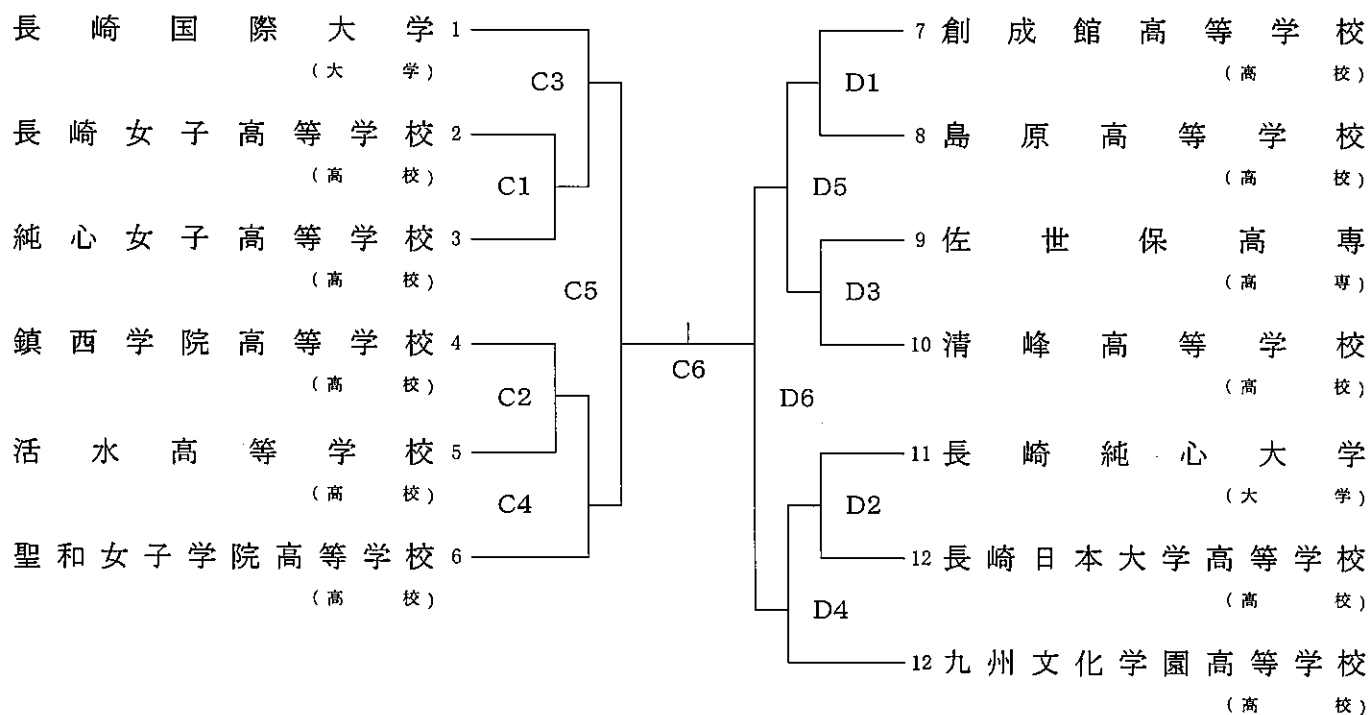 長崎国際大学 1
(大学)
C3
長崎女子高等学校 2
(高校)
C1
純心女子高等学校 3
(高校)
C5
鎮西学院高等学校 4
(高校)
C2
活水高等学校 5
(高校)
C4
聖和女子学院高等学校 6
(高校)
C6
7 創成館高等学校
(高校)
D1
8 島原高等学校
(高校)
D5
9 佐世保高専
(高専)
D3
10 清峰高等学校
(高校)
D6
11 長崎純心大学
(大学)
D2
12 長崎日本大学高等学校
(高校)
D4
12 九州文化学園高等学校
(高校)